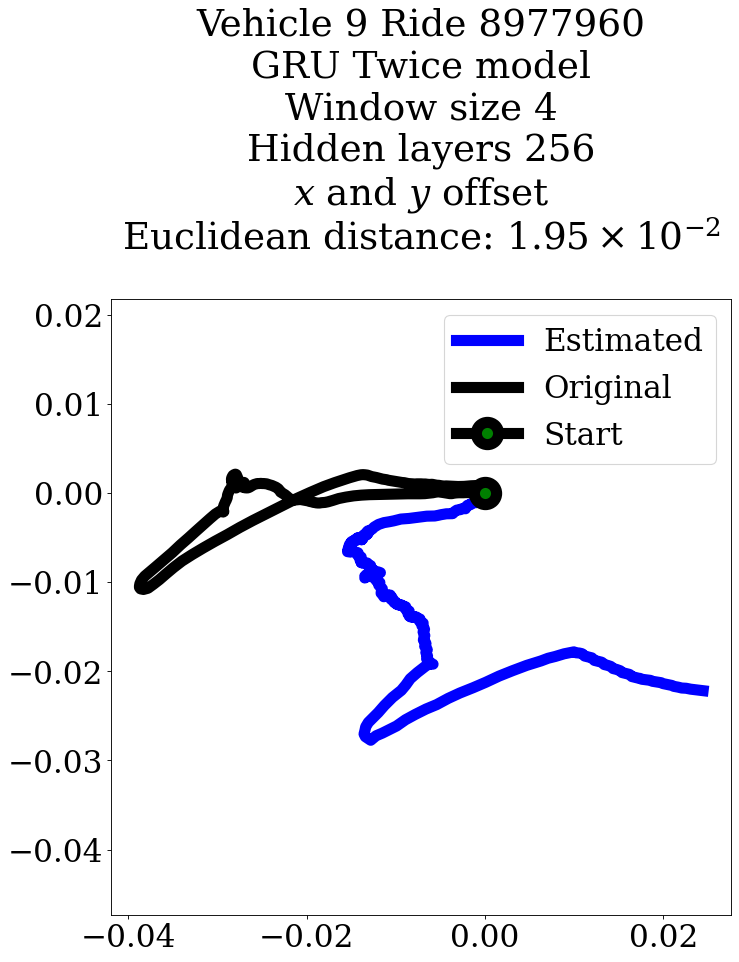 Vehicle 9 Ride 8977960
GRU Twice model
Window size 4
Hidden layers 256
x and y offset
Euclidean distance: 1.95 × 10⁻²
Estimated
Original
Start
0.02
0.01
0.00
−0.01
−0.02
−0.03
−0.04
−0.04 −0.02 0.00 0.02